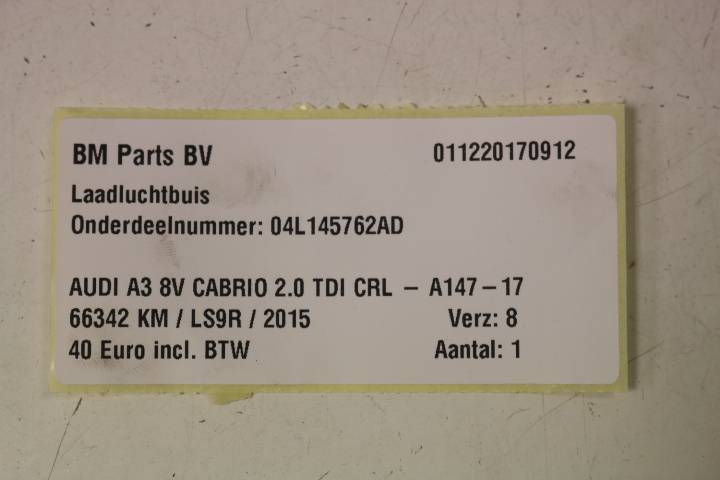 BM Parts BV 011220170912
Laadluchtbuis
Onderdeelnummer: 04L145762AD
AUDI A3 8V CABRIO 2.0 TDI CRL – A147–17
66342 KM / LS9R / 2015 Verz: 8
40 Euro incl. BTW Aantal: 1